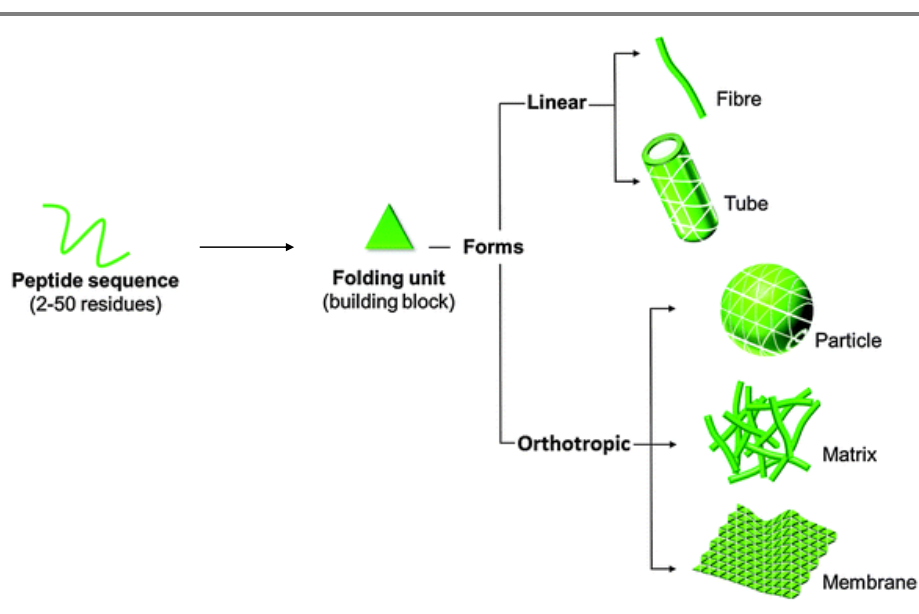 Peptide sequence
(2-50 residues)
Folding unit
(building block)
Forms
Linear
Fibre
Tube
Orthotropic
Particle
Matrix
Membrane